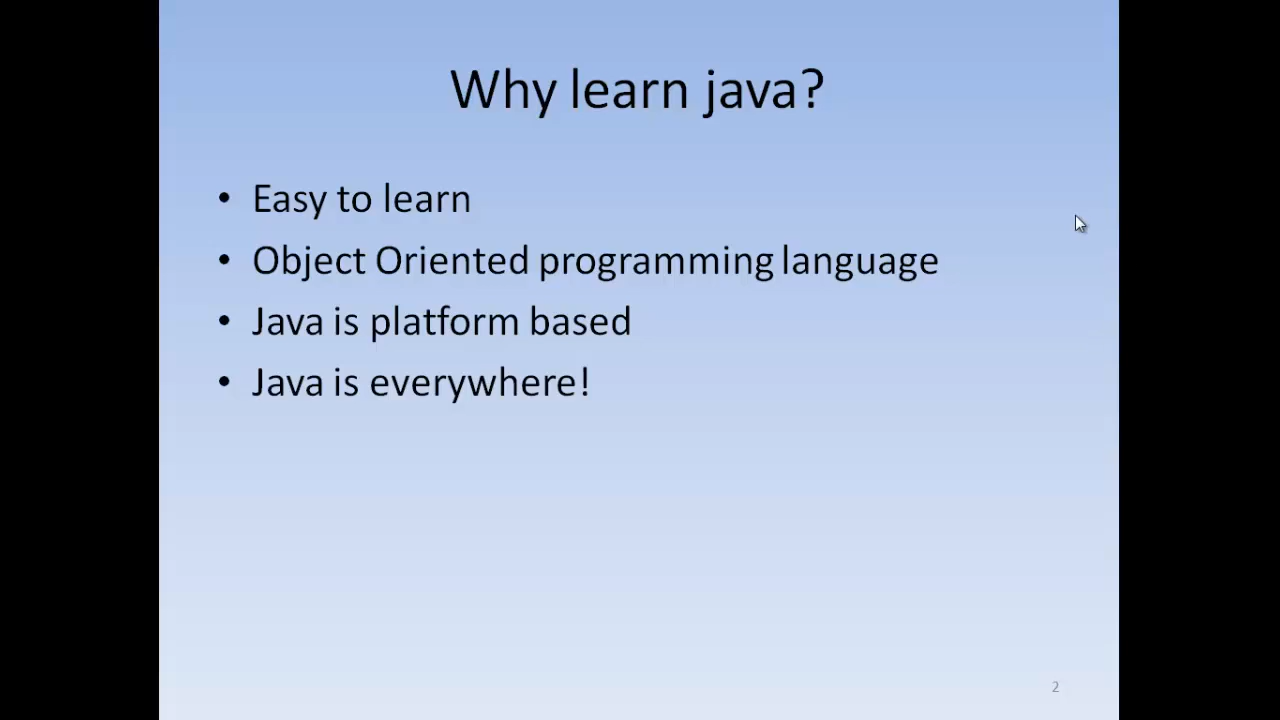 Why learn java?
• Easy to learn
• Object Oriented programming language
• Java is platform based
• Java is everywhere!
2